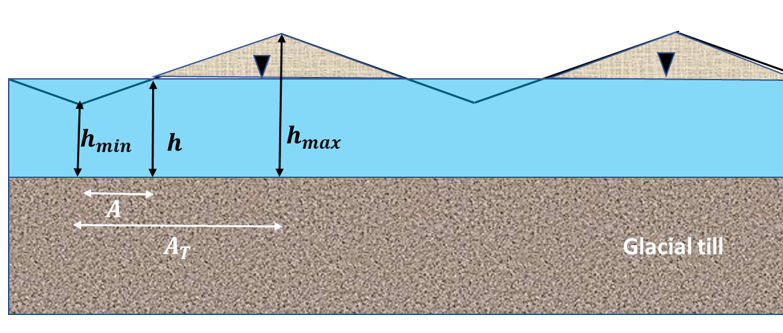 h_min
h
h_max
A
A_T
Glacial till